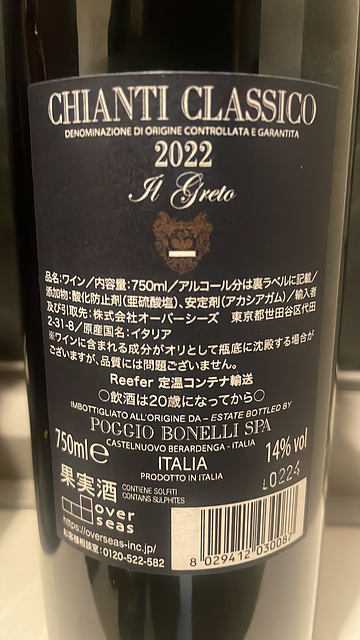 CHIANTI CLASSICO
DENOMINAZIONE DI ORIGINE CONTROLLATA E GARANTITA
2022
Il Greto
品名:ワイン/内容量:750ml/アルコール分は裏ラベルに記載/
添加物:酸化防止剤(亜硫酸塩)、安定剤(アカシアガム)/輸入者
及び引取先:株式会社オーバーシーズ 東京都世田谷区代田
2-31-8/原産国名:イタリア
※ワインに含まれる成分がオリとして瓶底に沈殿する場合が
ございますが、品質には問題ございません。
Reefer 定温コンテナ輸送
○飲酒は20歳になってから○
IMBOTTIGLIATO ALL'ORIGINE DA - ESTATE BOTTLED BY
POGGIO BONELLI SPA
CASTELNUOVO BERARDENGA - ITALIA
750ml e
ITALIA
14% vol
PRODOTTO IN ITALIA
L0224
果実酒
CONTIENE SOLFITI
CONTAINS SULPHITES
over
seas
https://overseas-inc.jp/
お客様相談室:0120-522-582
8 029412 030087